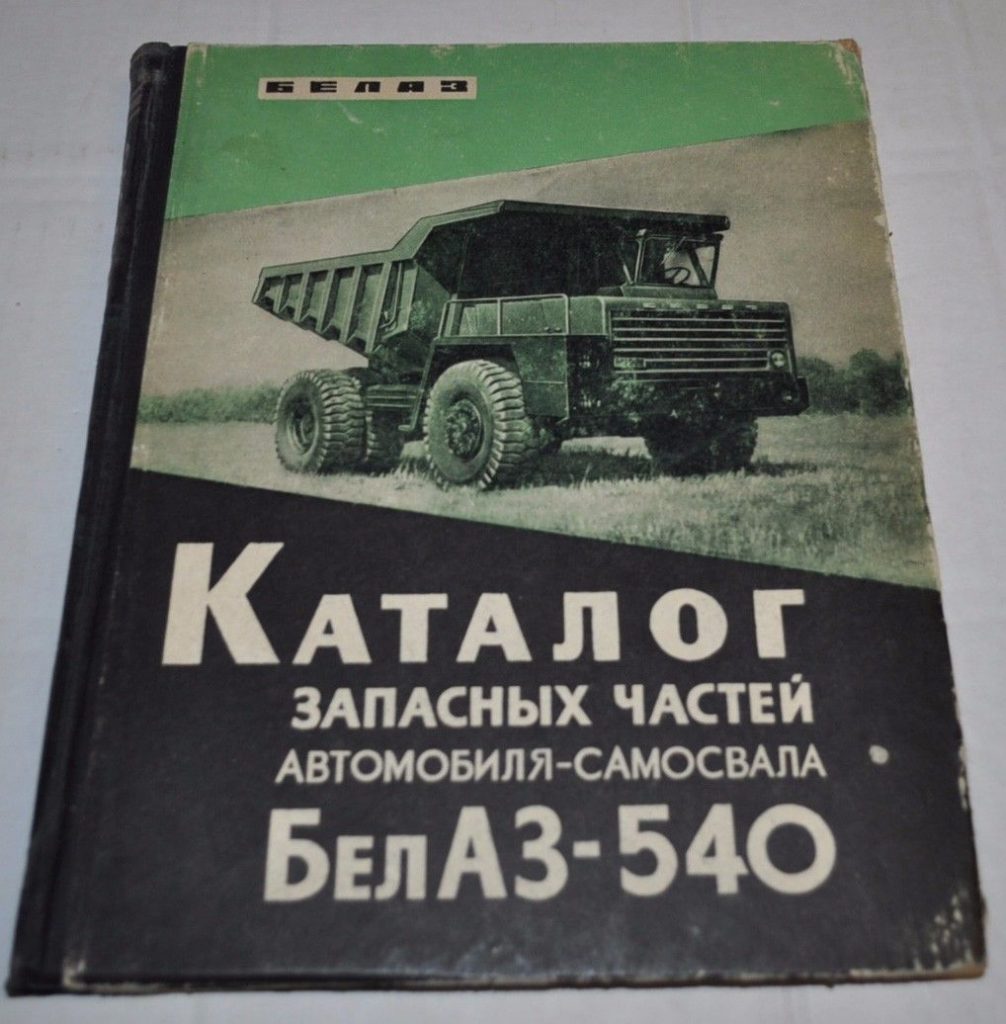 БЕЛАЗ
КАТАЛОГ
ЗАПАСНЫХ ЧАСТЕЙ
АВТОМОБИЛЯ-САМОСВАЛА
БелАЗ-540